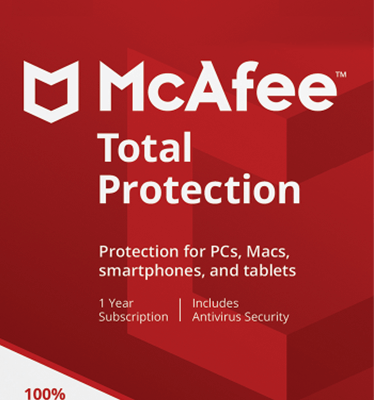 McAfee™
Total
Protection
Protection for PCs, Macs,
smartphones, and tablets
1 Year
Subscription
Includes
Antivirus Security
100%